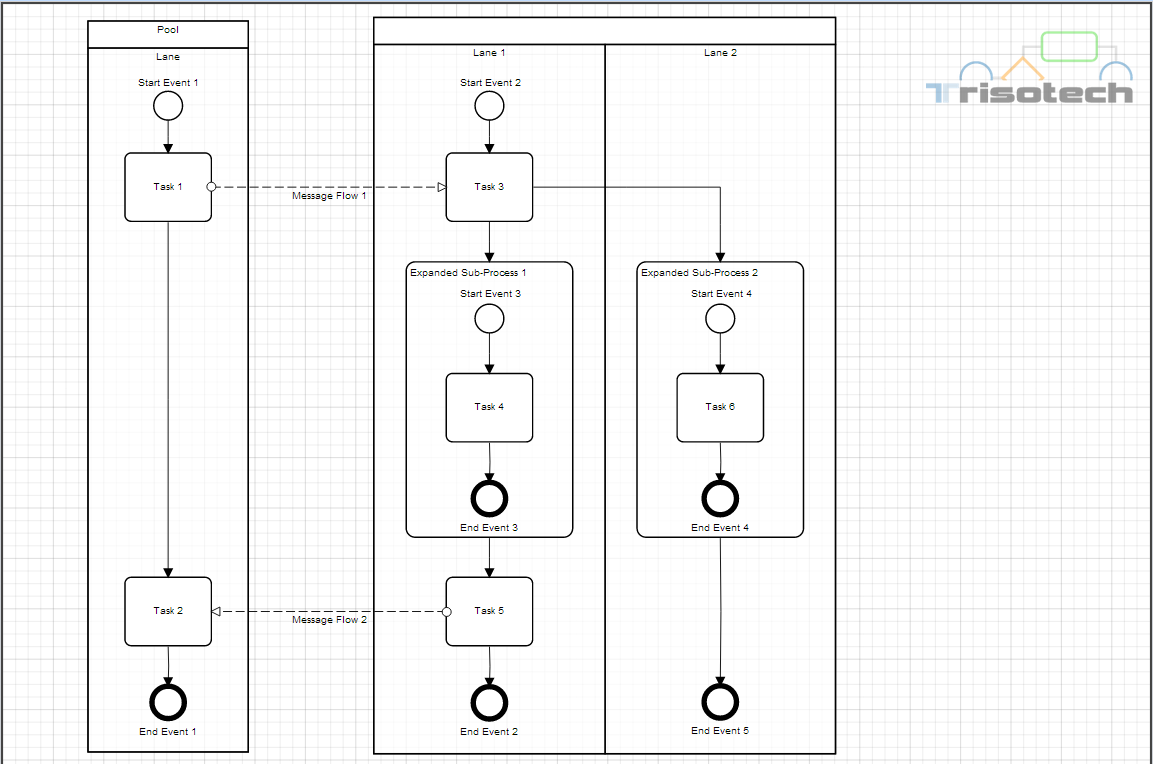 Pool
Lane
Start Event 1
Task 1
Message Flow 1
Task 2
Message Flow 2
End Event 1
Lane 1
Lane 2
Start Event 2
Task 3
Expanded Sub-Process 1
Start Event 3
Task 4
End Event 3
Task 5
End Event 2
Expanded Sub-Process 2
Start Event 4
Task 6
End Event 4
End Event 5
Trisotech